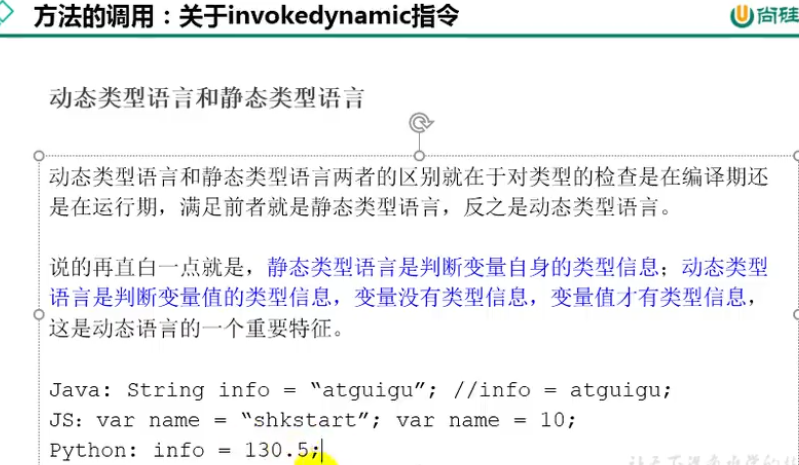 方法的调用：关于invokedynamic指令
尚硅
动态类型语言和静态类型语言
动态类型语言和静态类型语言两者的区别就在于对类型的检查是在编译期还
是在运行期，满足前者就是静态类型语言，反之是动态类型语言。
说的再直白一点就是，静态类型语言是判断变量自身的类型信息；动态类型
语言是判断变量值的类型信息，变量没有类型信息，变量值才有类型信息，
这是动态语言的一个重要特征。
Java: String info = “atguigu”; //info = atguigu;
JS: var name = “shkstart”; var name = 10;
Python: info = 130.5;